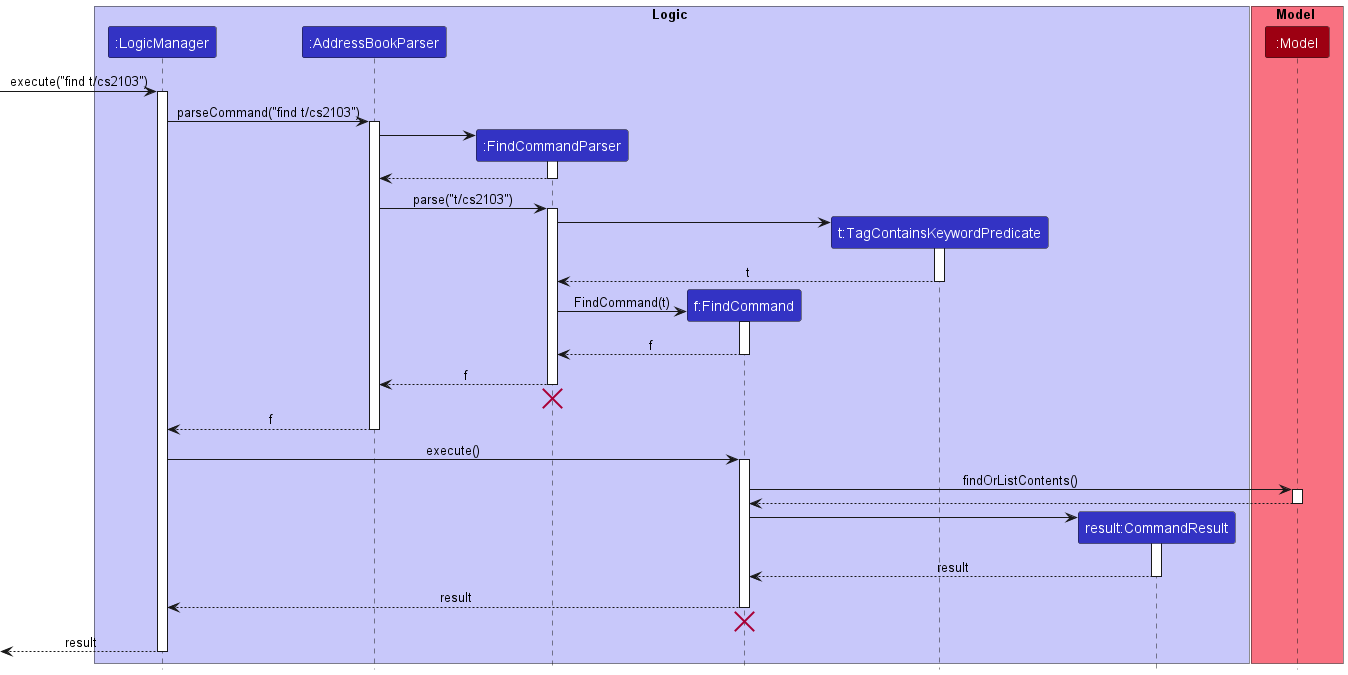 Logic
Model
:LogicManager
:AddressBookParser
:Model
execute("find t/cs2103")
parseCommand("find t/cs2103")
:FindCommandParser
parse("t/cs2103")
t:TagContainsKeywordPredicate
t
FindCommand(t)
f:FindCommand
f
f
f
execute()
findOrListContents()
result:CommandResult
result
result
result